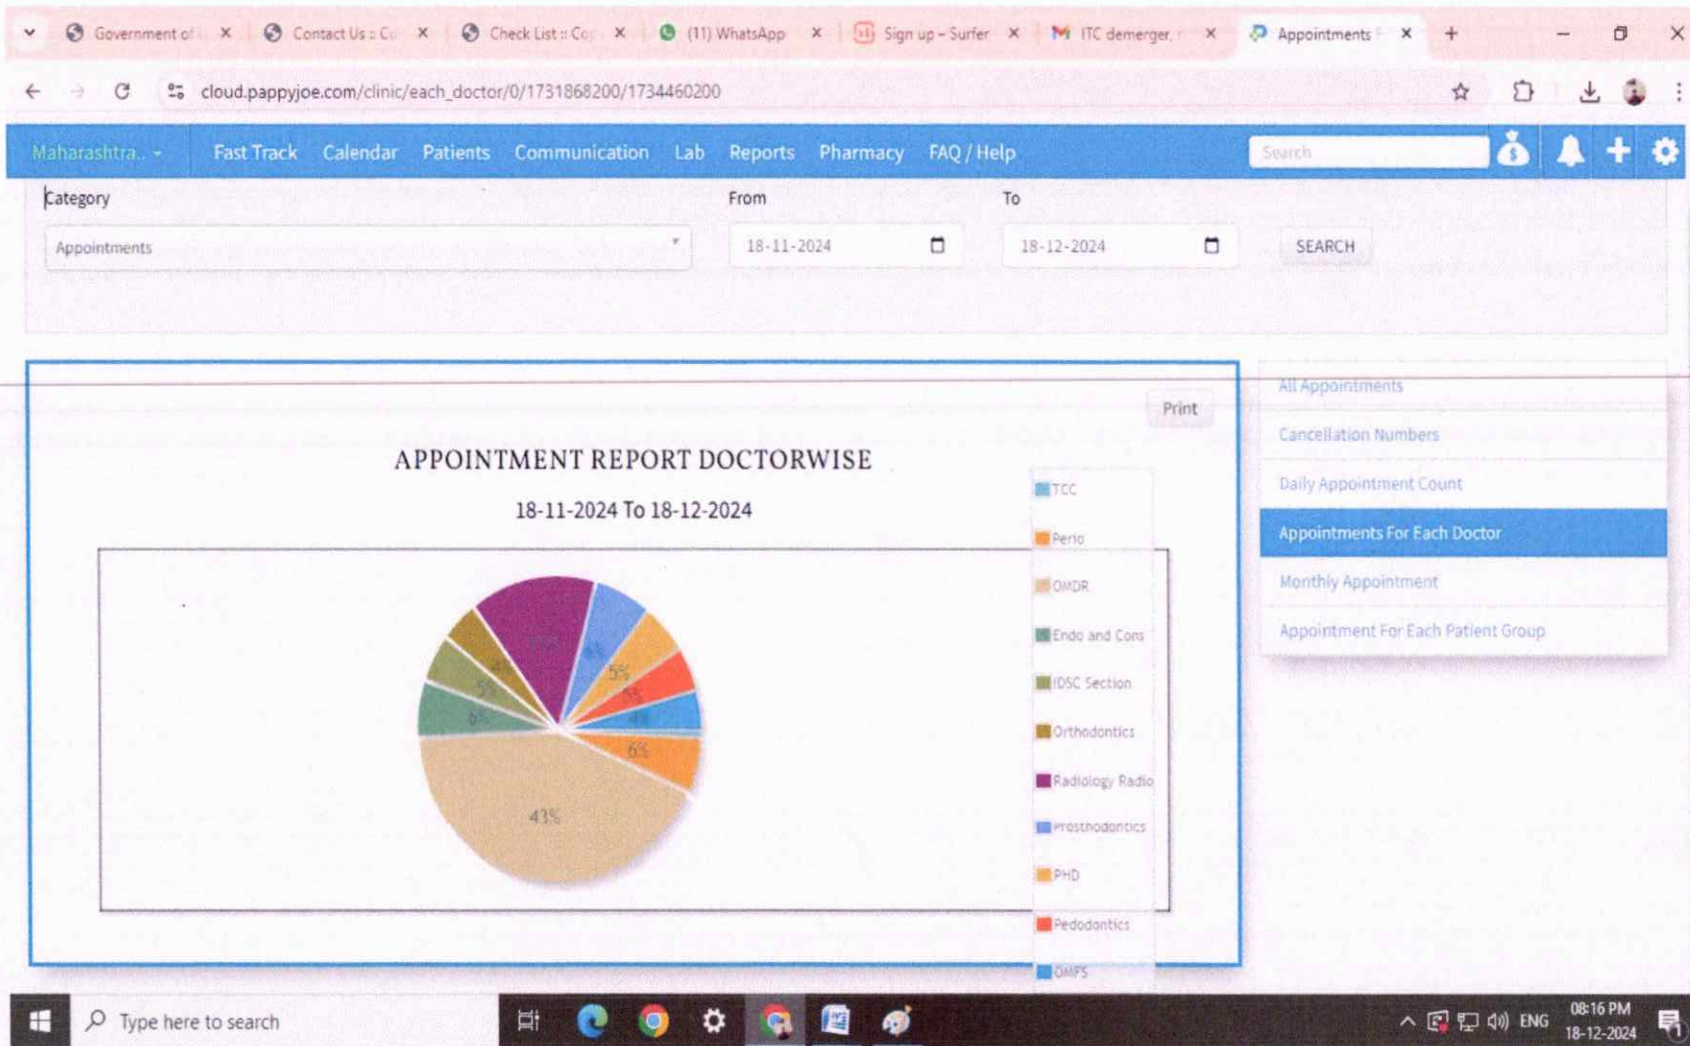 Government of
Contact Us :: Co
Check List :: Cop
(11) WhatsApp
Sign up – Surfer
ITC demerger, r
Appointments
cloud.pappyjoe.com/clinic/each_doctor/0/1731868200/1734460200
Maharashtra..
Fast Track Calendar Patients Communication Lab Reports Pharmacy FAQ / Help
Search
Category From To
Appointments 18-11-2024 18-12-2024 SEARCH
Print
APPOINTMENT REPORT DOCTORWISE
18-11-2024 To 18-12-2024
5%
5%
4%
6%
43%
TCC
Perio
OMDR
Endo and Cons
IDSC Section
Orthodontics
Radiology Radio
Prosthodontics
PHD
Pedodontics
OMFS
All Appointments
Cancellation Numbers
Daily Appointment Count
Appointments For Each Doctor
Monthly Appointment
Appointment For Each Patient Group
Type here to search
ENG
08:16 PM
18-12-2024
1